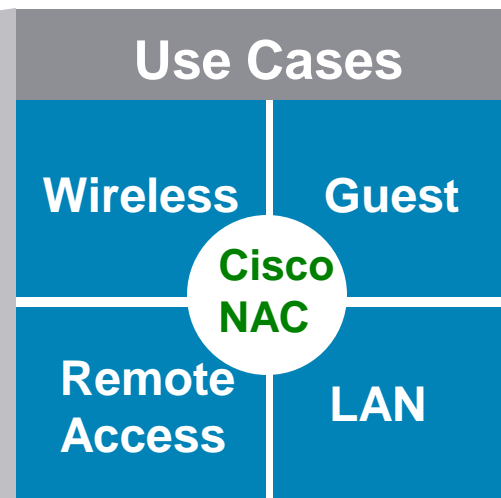 Use Cases
Wireless
Guest
Cisco
NAC
Remote
Access
LAN